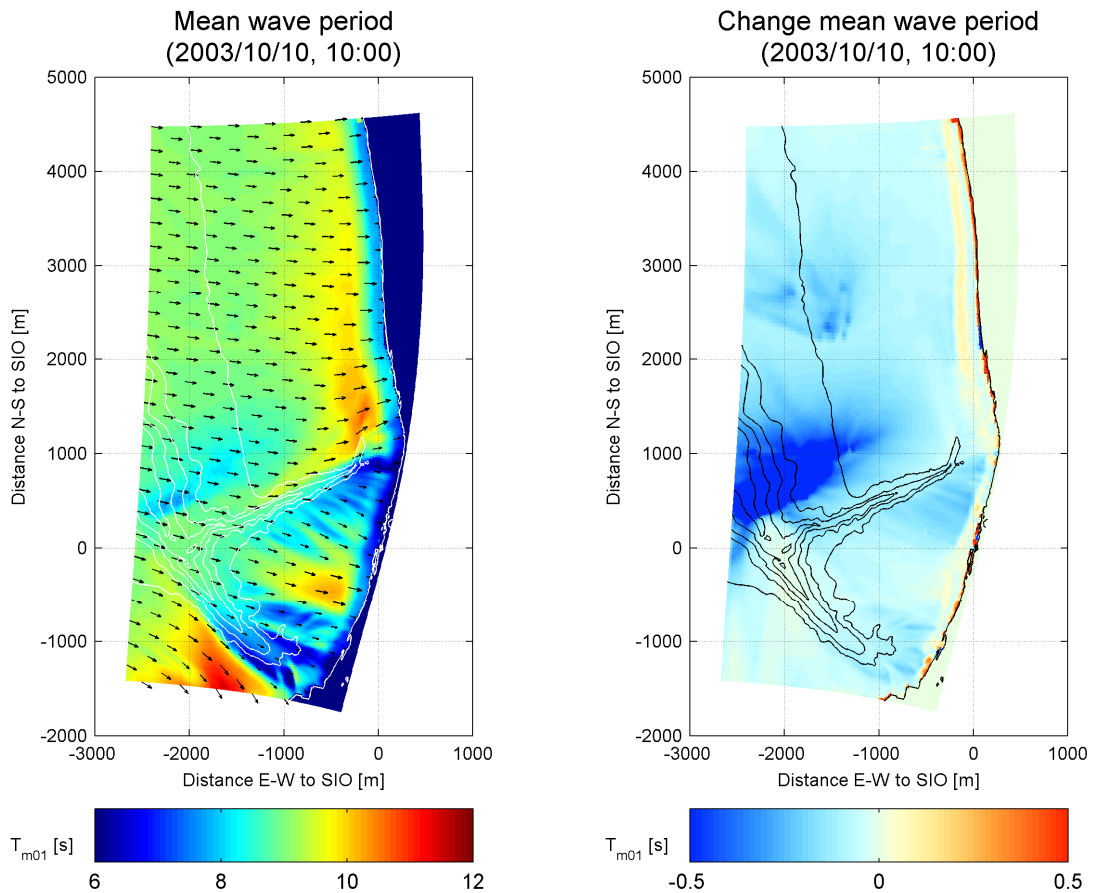 Mean wave period
(2003/10/10, 10:00)
5000
4000
3000
2000
1000
0
-1000
-2000
Distance N-S to SIO [m]
-3000 -2000 -1000 0 1000
Distance E-W to SIO [m]
T_m01 [s]
6 8 10 12
Change mean wave period
(2003/10/10, 10:00)
5000
4000
3000
2000
1000
0
-1000
-2000
Distance N-S to SIO [m]
-3000 -2000 -1000 0 1000
Distance E-W to SIO [m]
T_m01 [s]
-0.5 0 0.5